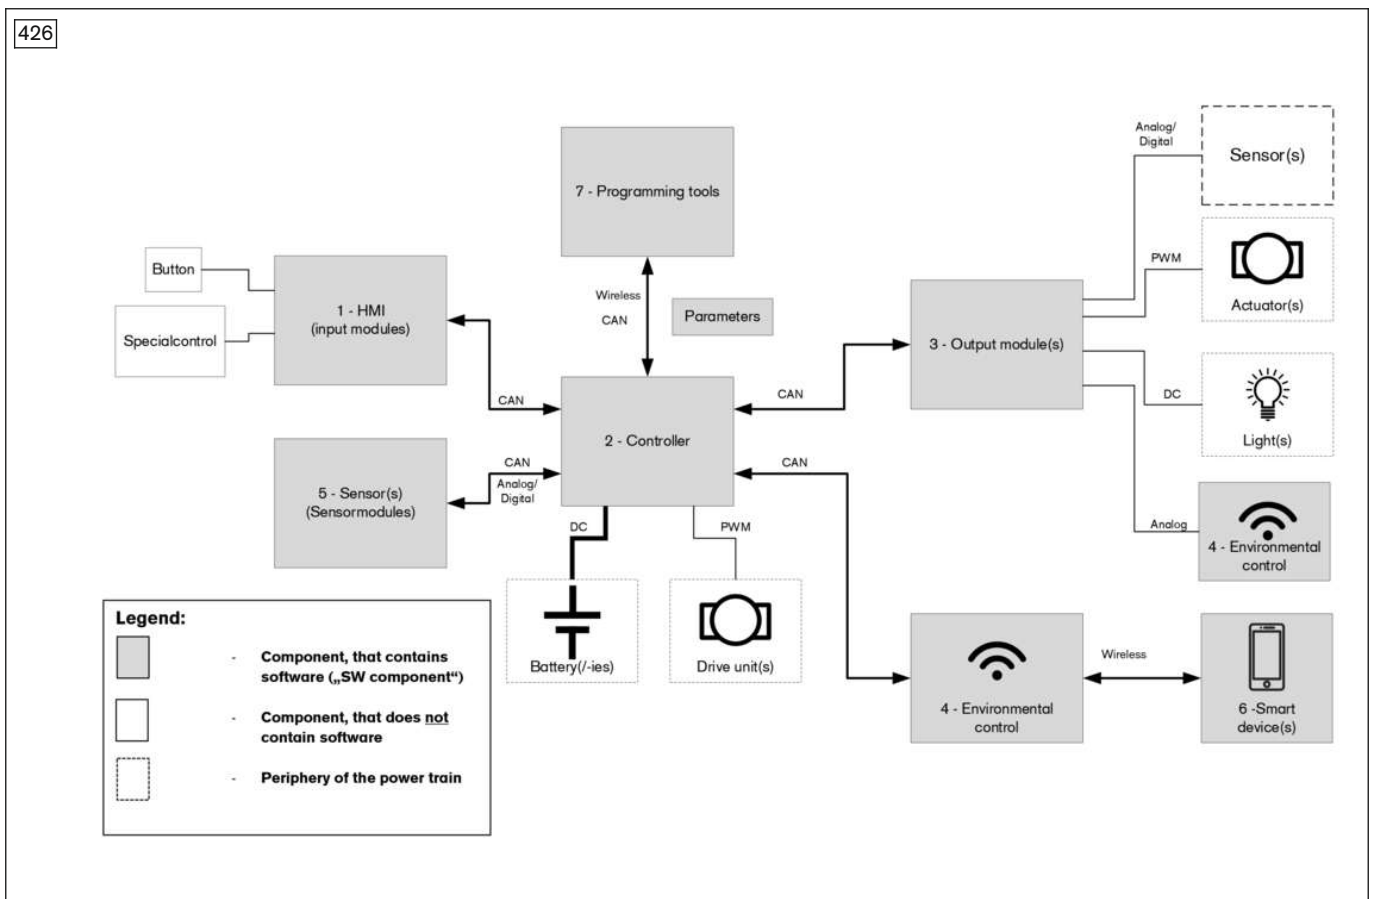 426
Analog/
Digital
Sensor(s)
7 - Programming tools
PWM
Actuator(s)
Button
1 - HMI
(input modules)
Specialcontrol
Wireless
CAN
Parameters
3 - Output module(s)
CAN
CAN
DC
Light(s)
2 - Controller
CAN
Analog/
Digital
CAN
5 - Sensor(s)
(Sensormodules)
DC
PWM
Analog
4 - Environmental
control
Battery(/-ies)
Drive unit(s)
Wireless
4 - Environmental
control
6 -Smart
device(s)
Legend:
- Component, that contains
software („SW component“)
- Component, that does not
contain software
- Periphery of the power train